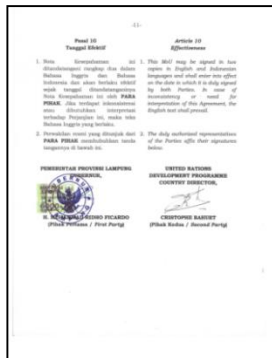 -11-
Pasal 10
Tanggal Efektif
1. Nota Kesepahaman ini
ditandatangani rangkap dua dalam
Bahasa Inggris dan Bahasa
Indonesia dan akan berlaku efektif
sejak tanggal ditandatanganinya
Nota Kesepahaman ini oleh PARA
PIHAK. Jika terdapat inkonsistensi
atau dibutuhkan interpretasi
terhadap Perjanjian ini, maka teks
Bahasa Inggris yang berlaku.
2. Perwakilan resmi yang ditunjuk dari
PARA PIHAK membubuhkan tanda
tangannya di bawah ini.
PEMERINTAH PROVINSI LAMPUNG
GUBERNUR,
RIDHO FICARDO
(Pihak Pertama / First Party)
Article 10
Effectiveness
1. This MoU may be signed in two
copies in English and Indonesian
languages and shall enter into effect
on the date in which it is duly signed
by both Parties. In case of
inconsistency or need for
interpretation of this Agreement, the
English text shall prevail.
2. The duly authorized representatives
of the Parties affix their signatures
below.
UNITED NATIONS
DEVELOPMENT PROGRAMME
COUNTRY DIRECTOR,
CHRISTOPHE BAHUET
(Pihak Kedua / Second Party)